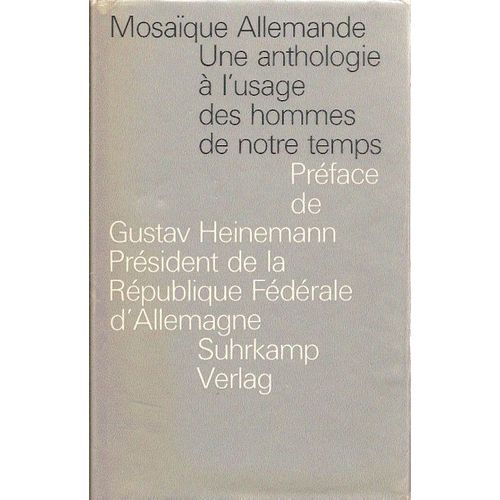 Mosaïque Allemande
Une anthologie
à l'usage
des hommes
de notre temps
Préface
de
Gustav Heinemann
Président de la
République Fédérale
d'Allemagne
Suhrkamp
Verlag